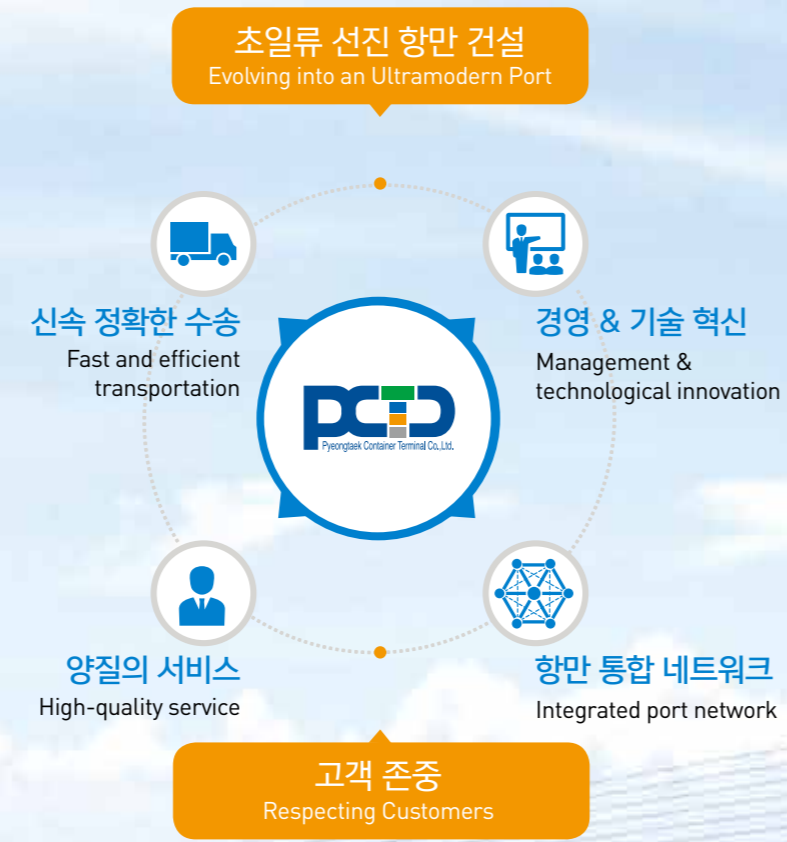 초일류 선진 항만 건설
Evolving into an Ultramodern Port
신속 정확한 수송
Fast and efficient
transportation
경영 & 기술 혁신
Management &
technological innovation
PCTC
Pyeongtaek Container Terminal Co.,Ltd.
양질의 서비스
High-quality service
항만 통합 네트워크
Integrated port network
고객 존중
Respecting Customers